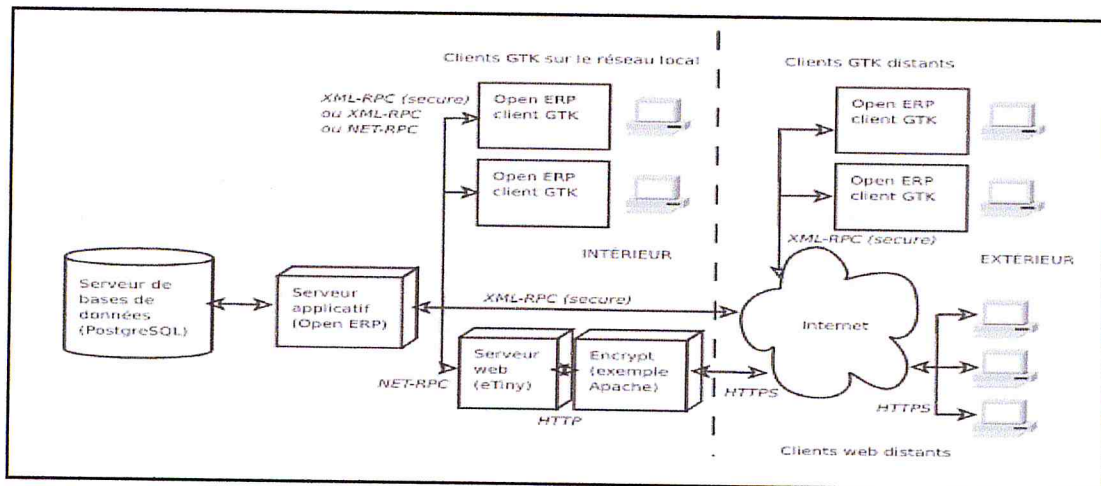 Clients GTK sur le réseau local
Clients GTK distants
XML-RPC (secure)
ou XML-RPC
ou NET-RPC
Open ERP
client GTK
Open ERP
client GTK
Open ERP
client GTK
Open ERP
client GTK
XML-RPC (secure)
INTÉRIEUR
EXTÉRIEUR
Serveur de
bases de
données
(PostgreSQL)
Serveur
applicatif
(Open ERP)
XML-RPC (secure)
Internet
Serveur
web
(eTiny)
Encrypt
(exemple
Apache)
NET-RPC
HTTP
HTTPS
HTTPS
Clients web distants